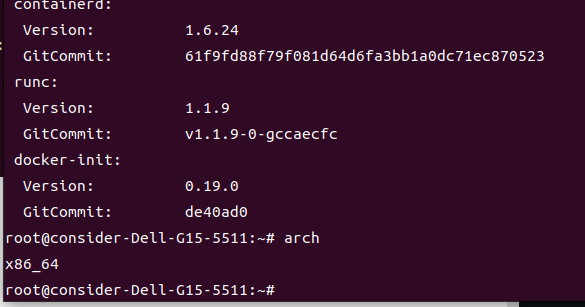 containerd:
Version: 1.6.24
GitCommit: 61f9fd88f79f081d64d6fa3bb1a0dc71ec870523
runc:
Version: 1.1.9
GitCommit: v1.1.9-0-gccaecfc
docker-init:
Version: 0.19.0
GitCommit: de40ad0
root@consider-Dell-G15-5511:~# arch
x86_64
root@consider-Dell-G15-5511:~#